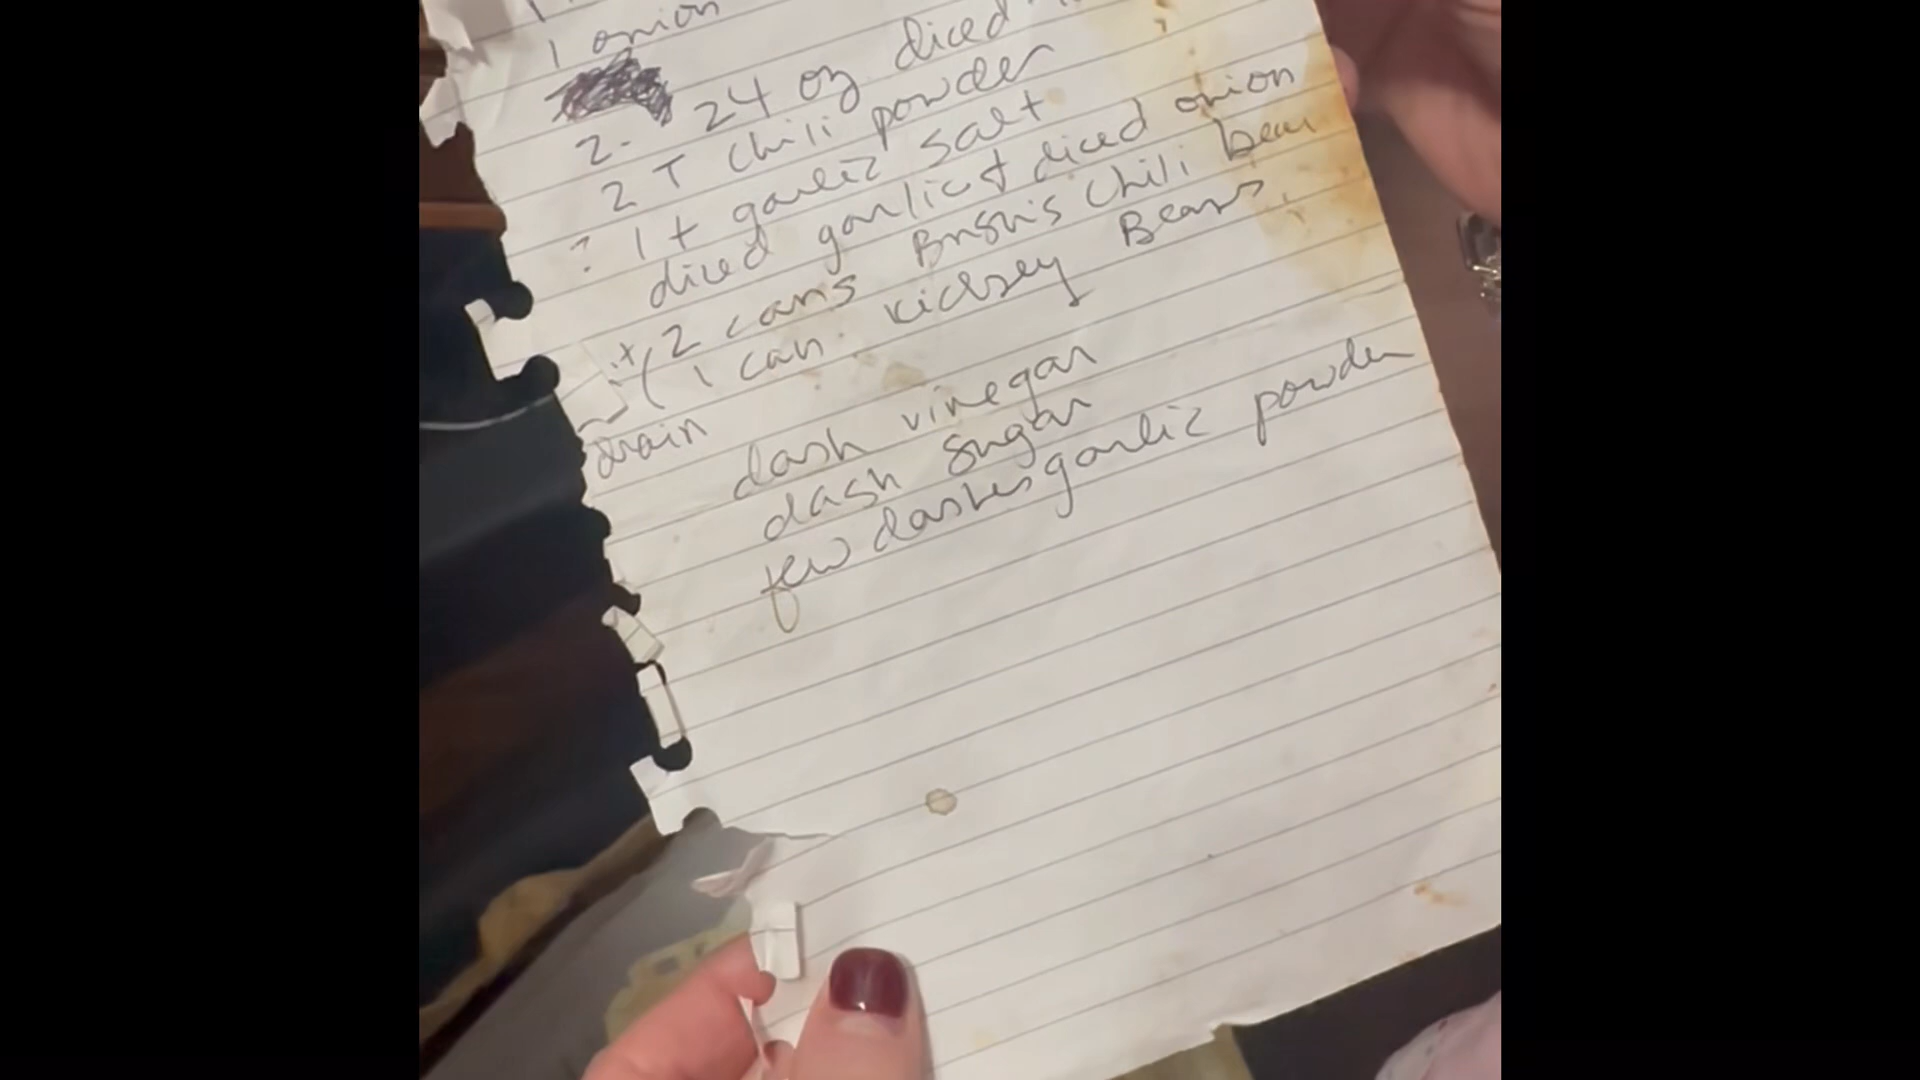 1 onion
2. 24 oz diced
2 T chili powder
1 t garlic salt
diced garlic + diced onion
2 cans Bush's Chili bean
1 can kidney Beans
drain
dash vinegar
dash sugar
few dashes garlic powder